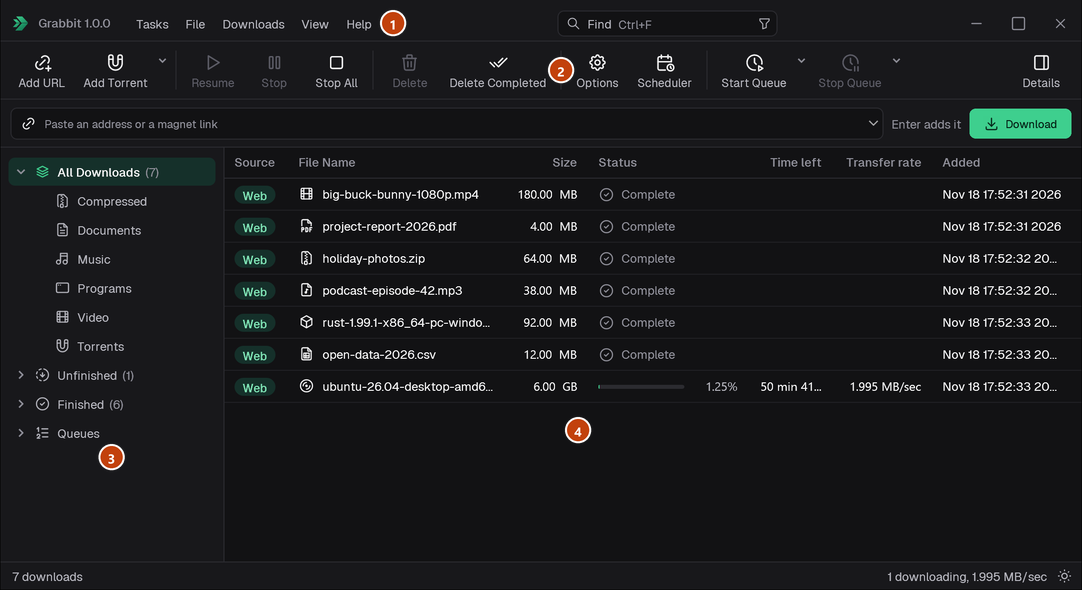 Grabbit 1.0.0 Tasks File Downloads View Help 1 Find Ctrl+F
Add URL Add Torrent Resume Stop Stop All Delete Delete Completed 2 Options Scheduler Start Queue Stop Queue Details
Paste an address or a magnet link Enter adds it Download
All Downloads (7)
Compressed
Documents
Music
Programs
Video
Torrents
Unfinished (1)
Finished (6)
Queues
3
Source File Name Size Status Time left Transfer rate Added
Web big-buck-bunny-1080p.mp4 180.00 MB Complete Nov 18 17:52:31 2026
Web project-report-2026.pdf 4.00 MB Complete Nov 18 17:52:31 2026
Web holiday-photos.zip 64.00 MB Complete Nov 18 17:52:32 20...
Web podcast-episode-42.mp3 38.00 MB Complete Nov 18 17:52:32 20...
Web rust-1.99.1-x86_64-pc-windo... 92.00 MB Complete Nov 18 17:52:33 20...
Web open-data-2026.csv 12.00 MB Complete Nov 18 17:52:33 20...
Web ubuntu-26.04-desktop-amd6... 6.00 GB 1.25% 50 min 41... 1.995 MB/sec Nov 18 17:52:33 20...
4
7 downloads 1 downloading, 1.995 MB/sec